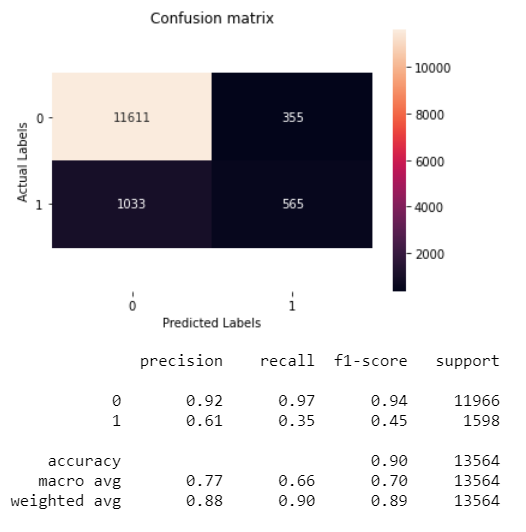 Confusion matrix
10000
0
11611
355
8000
Actual Labels
6000
4000
1
1033
565
2000
0
1
Predicted Labels
precision recall f1-score support
0 0.92 0.97 0.94 11966
1 0.61 0.35 0.45 1598
accuracy 0.90 13564
macro avg 0.77 0.66 0.70 13564
weighted avg 0.88 0.90 0.89 13564